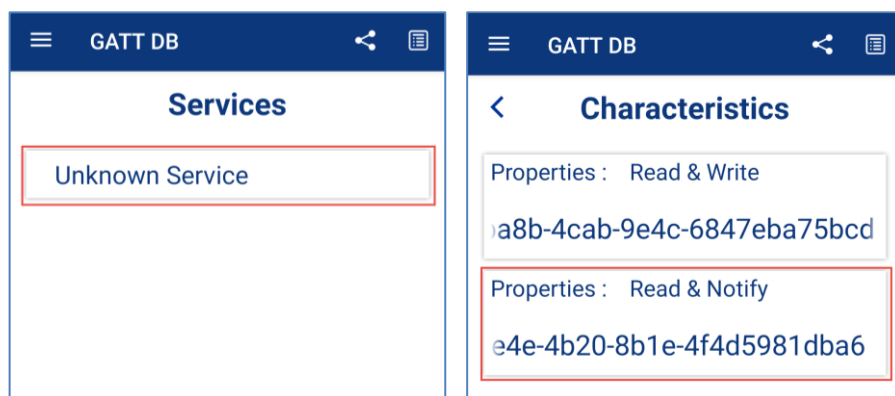 GATT DB
Services
Unknown Service
GATT DB
Characteristics
Properties : Read & Write
a8b-4cab-9e4c-6847eba75bcd
Properties : Read & Notify
e4e-4b20-8b1e-4f4d5981dba6